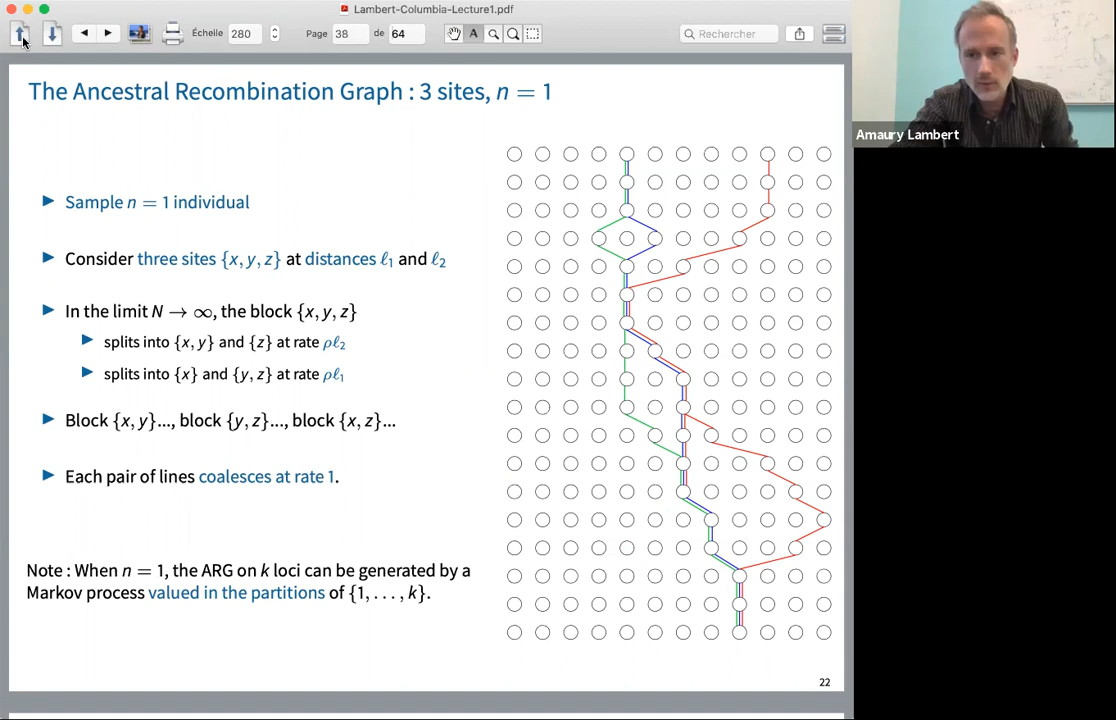 Lambert-Columbia-Lecture1.pdf
Échelle 280 Page 38 de 64 Rechercher
The Ancestral Recombination Graph : 3 sites, n = 1
Amaury Lambert
Sample n = 1 individual
Consider three sites {x, y, z} at distances ℓ₁ and ℓ₂
In the limit N → ∞, the block {x, y, z}
splits into {x, y} and {z} at rate ρℓ₂
splits into {x} and {y, z} at rate ρℓ₁
Block {x, y}..., block {y, z}..., block {x, z}...
Each pair of lines coalesces at rate 1.
Note : When n = 1, the ARG on k loci can be generated by a
Markov process valued in the partitions of {1, . . . , k}.
22